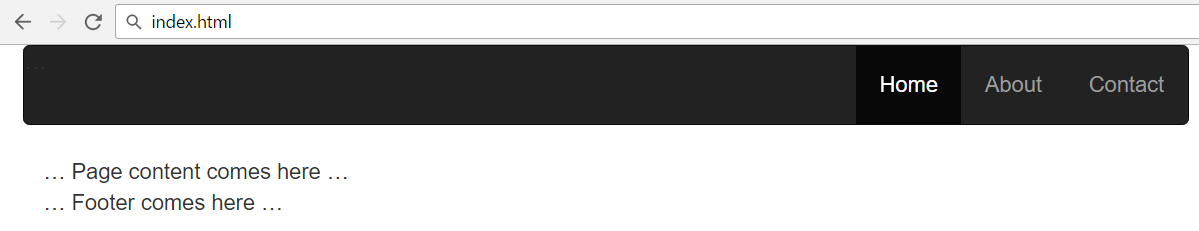 index.html
…
Home About Contact
… Page content comes here …
… Footer comes here …